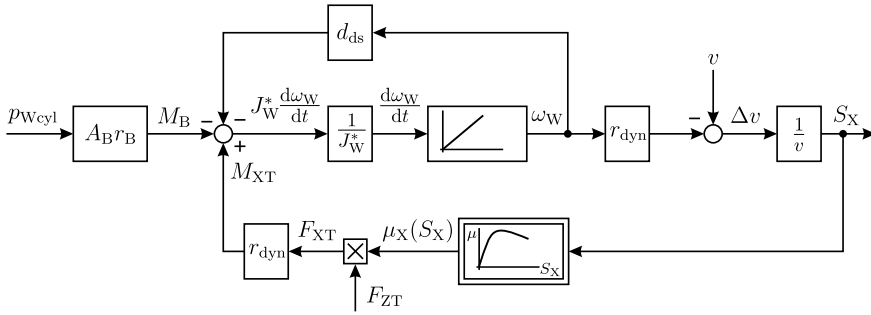 d_ds
v
p_Wcyl
A_B r_B
M_B
−
−
+
J*_W dω_W/dt
1/J*_W
dω_W/dt
ω_W
r_dyn
−
Δv
1/v
S_X
M_XT
r_dyn
F_XT
×
μ_X(S_X)
μ
S_X
F_ZT